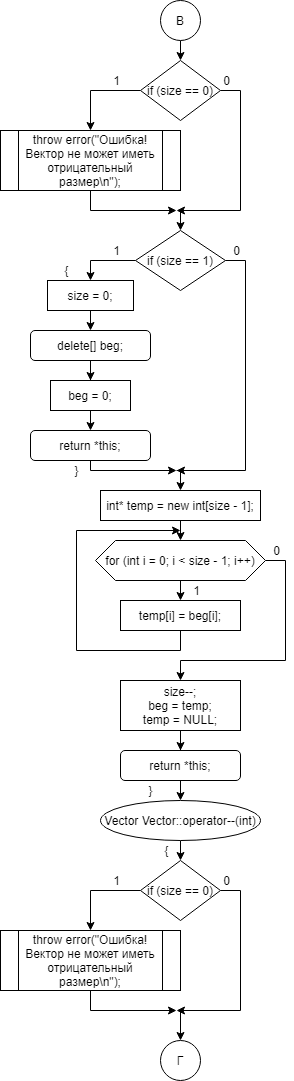 В
if (size == 0)
1
0
throw error("Ошибка!
Вектор не может иметь
отрицательный
размер\n");
if (size == 1)
1
0
{
size = 0;
delete[] beg;
beg = 0;
return *this;
}
int* temp = new int[size - 1];
for (int i = 0; i < size - 1; i++)
0
1
temp[i] = beg[i];
size--;
beg = temp;
temp = NULL;
return *this;
}
Vector Vector::operator--(int)
{
if (size == 0)
1
0
throw error("Ошибка!
Вектор не может иметь
отрицательный
размер\n");
Г